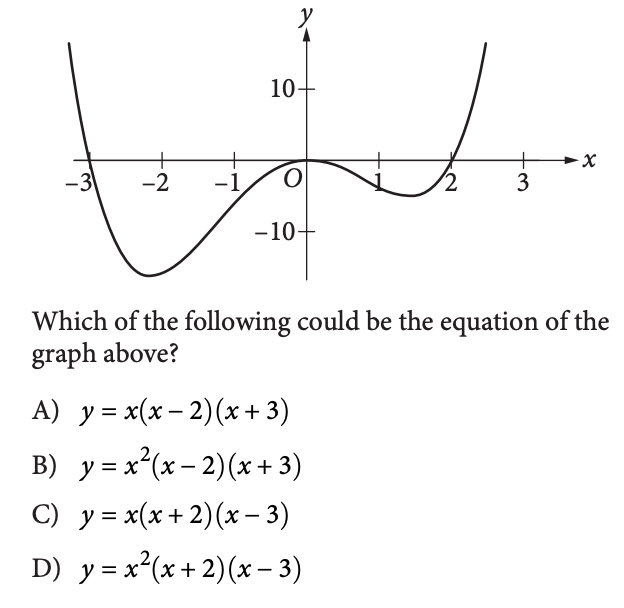 y
10
x
−3
−2
−1
O
1
2
3
−10
Which of the following could be the equation of the
graph above?
A) y = x(x − 2)(x + 3)
B) y = x²(x − 2)(x + 3)
C) y = x(x + 2)(x − 3)
D) y = x²(x + 2)(x − 3)